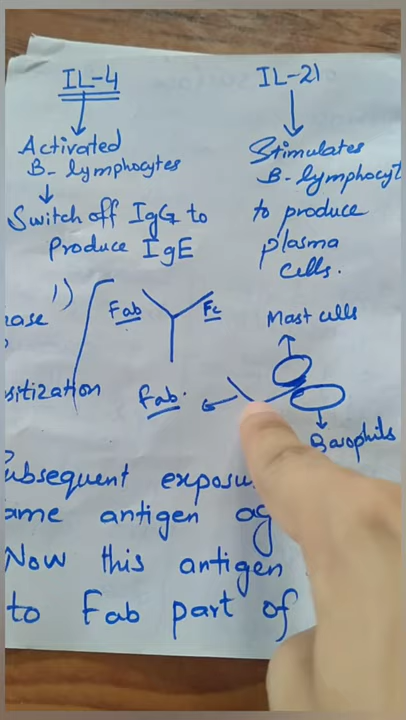 IL-4
Activated
B- lymphocytes
Switch off IgG to
Produce IgE
IL-21
Stimulates
B-lymphocyt
to produce
plasma
cells.
1)
Fab
Fc
Mast cells
sitization
Fab.
Basophils
ubsequent exposu
ame antigen ag
Now this antigen
to Fab part of